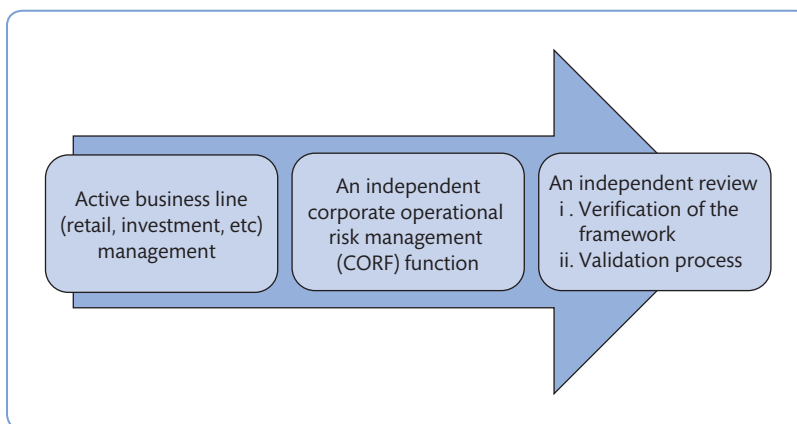 Active business line
(retail, investment, etc)
management
An independent
corporate operational
risk management
(CORF) function
An independent review
i . Verification of the
framework
ii. Validation process